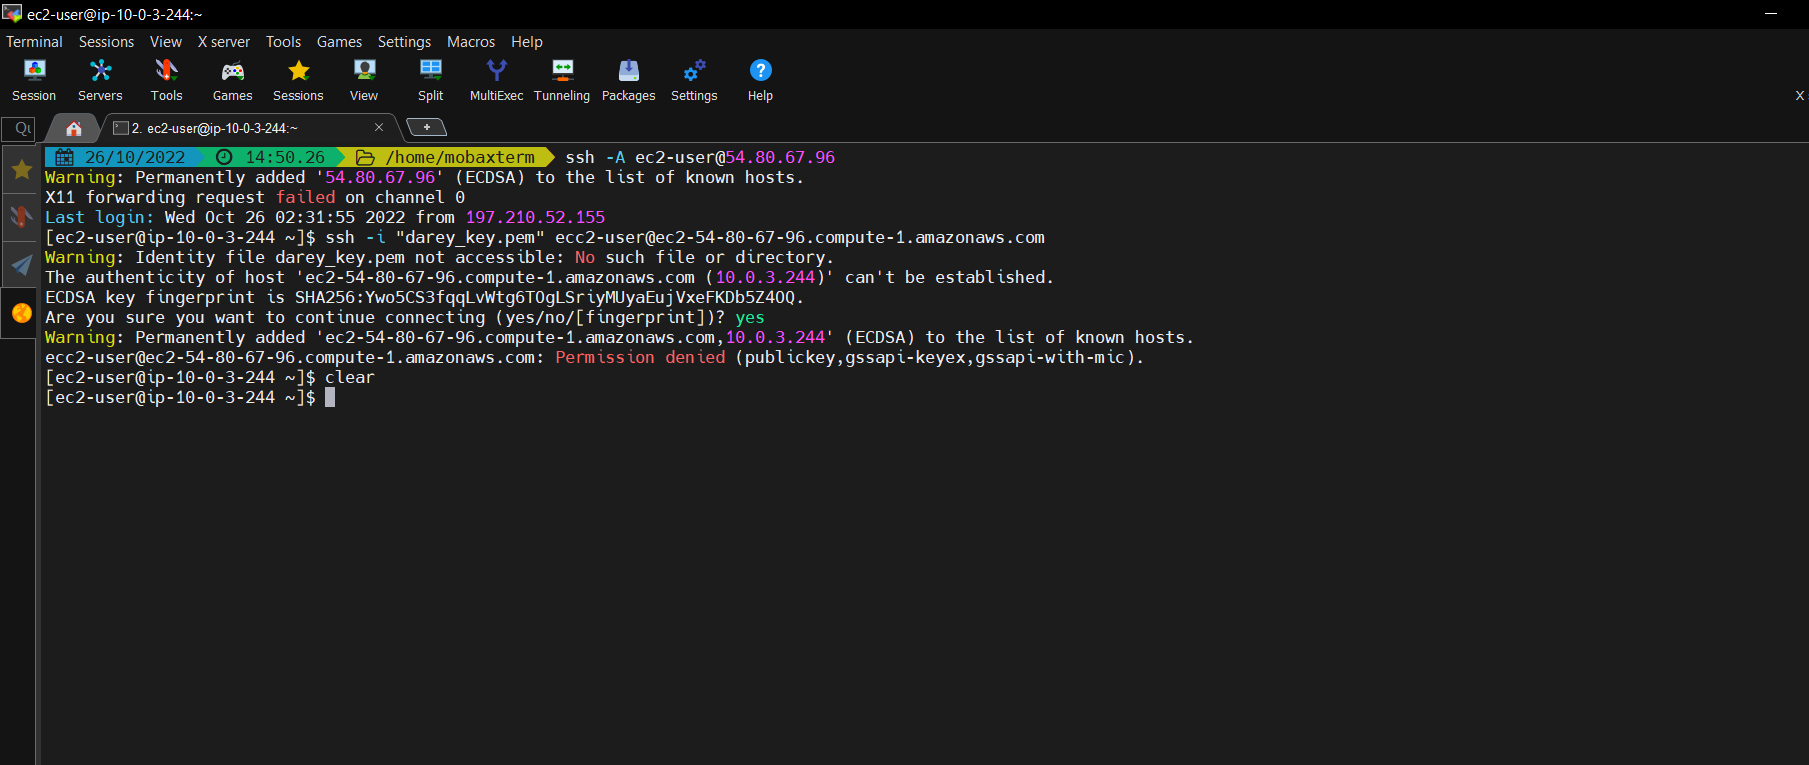 ec2-user@ip-10-0-3-244:~
Terminal Sessions View X server Tools Games Settings Macros Help
Session Servers Tools Games Sessions View Split MultiExec Tunneling Packages Settings Help X
2. ec2-user@ip-10-0-3-244:~
26/10/2022 14:50.26 /home/mobaxterm ssh -A ec2-user@54.80.67.96
Warning: Permanently added '54.80.67.96' (ECDSA) to the list of known hosts.
X11 forwarding request failed on channel 0
Last login: Wed Oct 26 02:31:55 2022 from 197.210.52.155
[ec2-user@ip-10-0-3-244 ~]$ ssh -i "darey_key.pem" ecc2-user@ec2-54-80-67-96.compute-1.amazonaws.com
Warning: Identity file darey_key.pem not accessible: No such file or directory.
The authenticity of host 'ec2-54-80-67-96.compute-1.amazonaws.com (10.0.3.244)' can't be established.
ECDSA key fingerprint is SHA256:Ywo5CS3fqqLvWtg6TOgLSriyMUyaEujVxeFKDb5Z4OQ.
Are you sure you want to continue connecting (yes/no/[fingerprint])? yes
Warning: Permanently added 'ec2-54-80-67-96.compute-1.amazonaws.com,10.0.3.244' (ECDSA) to the list of known hosts.
ecc2-user@ec2-54-80-67-96.compute-1.amazonaws.com: Permission denied (publickey,gssapi-keyex,gssapi-with-mic).
[ec2-user@ip-10-0-3-244 ~]$ clear
[ec2-user@ip-10-0-3-244 ~]$